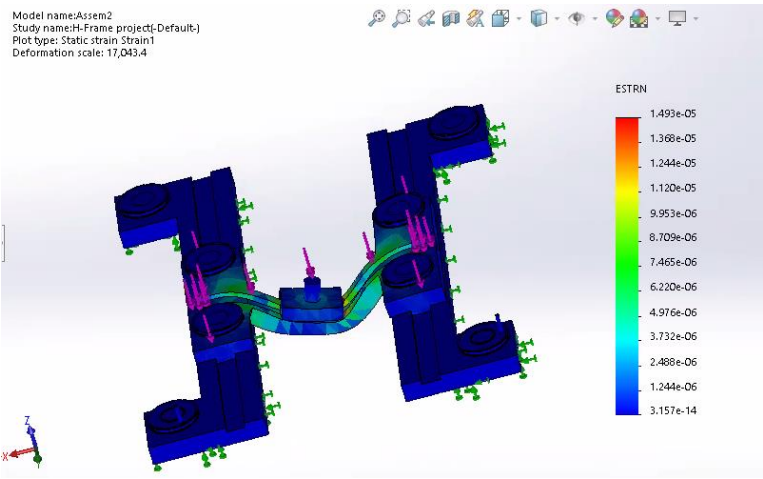 Model name:Assem2
Study name:H-Frame project(-Default-)
Plot type: Static strain Strain1
Deformation scale: 17,043.4
ESTRN
1.493e-05
1.368e-05
1.244e-05
1.120e-05
9.953e-06
8.709e-06
7.465e-06
6.220e-06
4.976e-06
3.732e-06
2.488e-06
1.244e-06
3.157e-14
Z
X